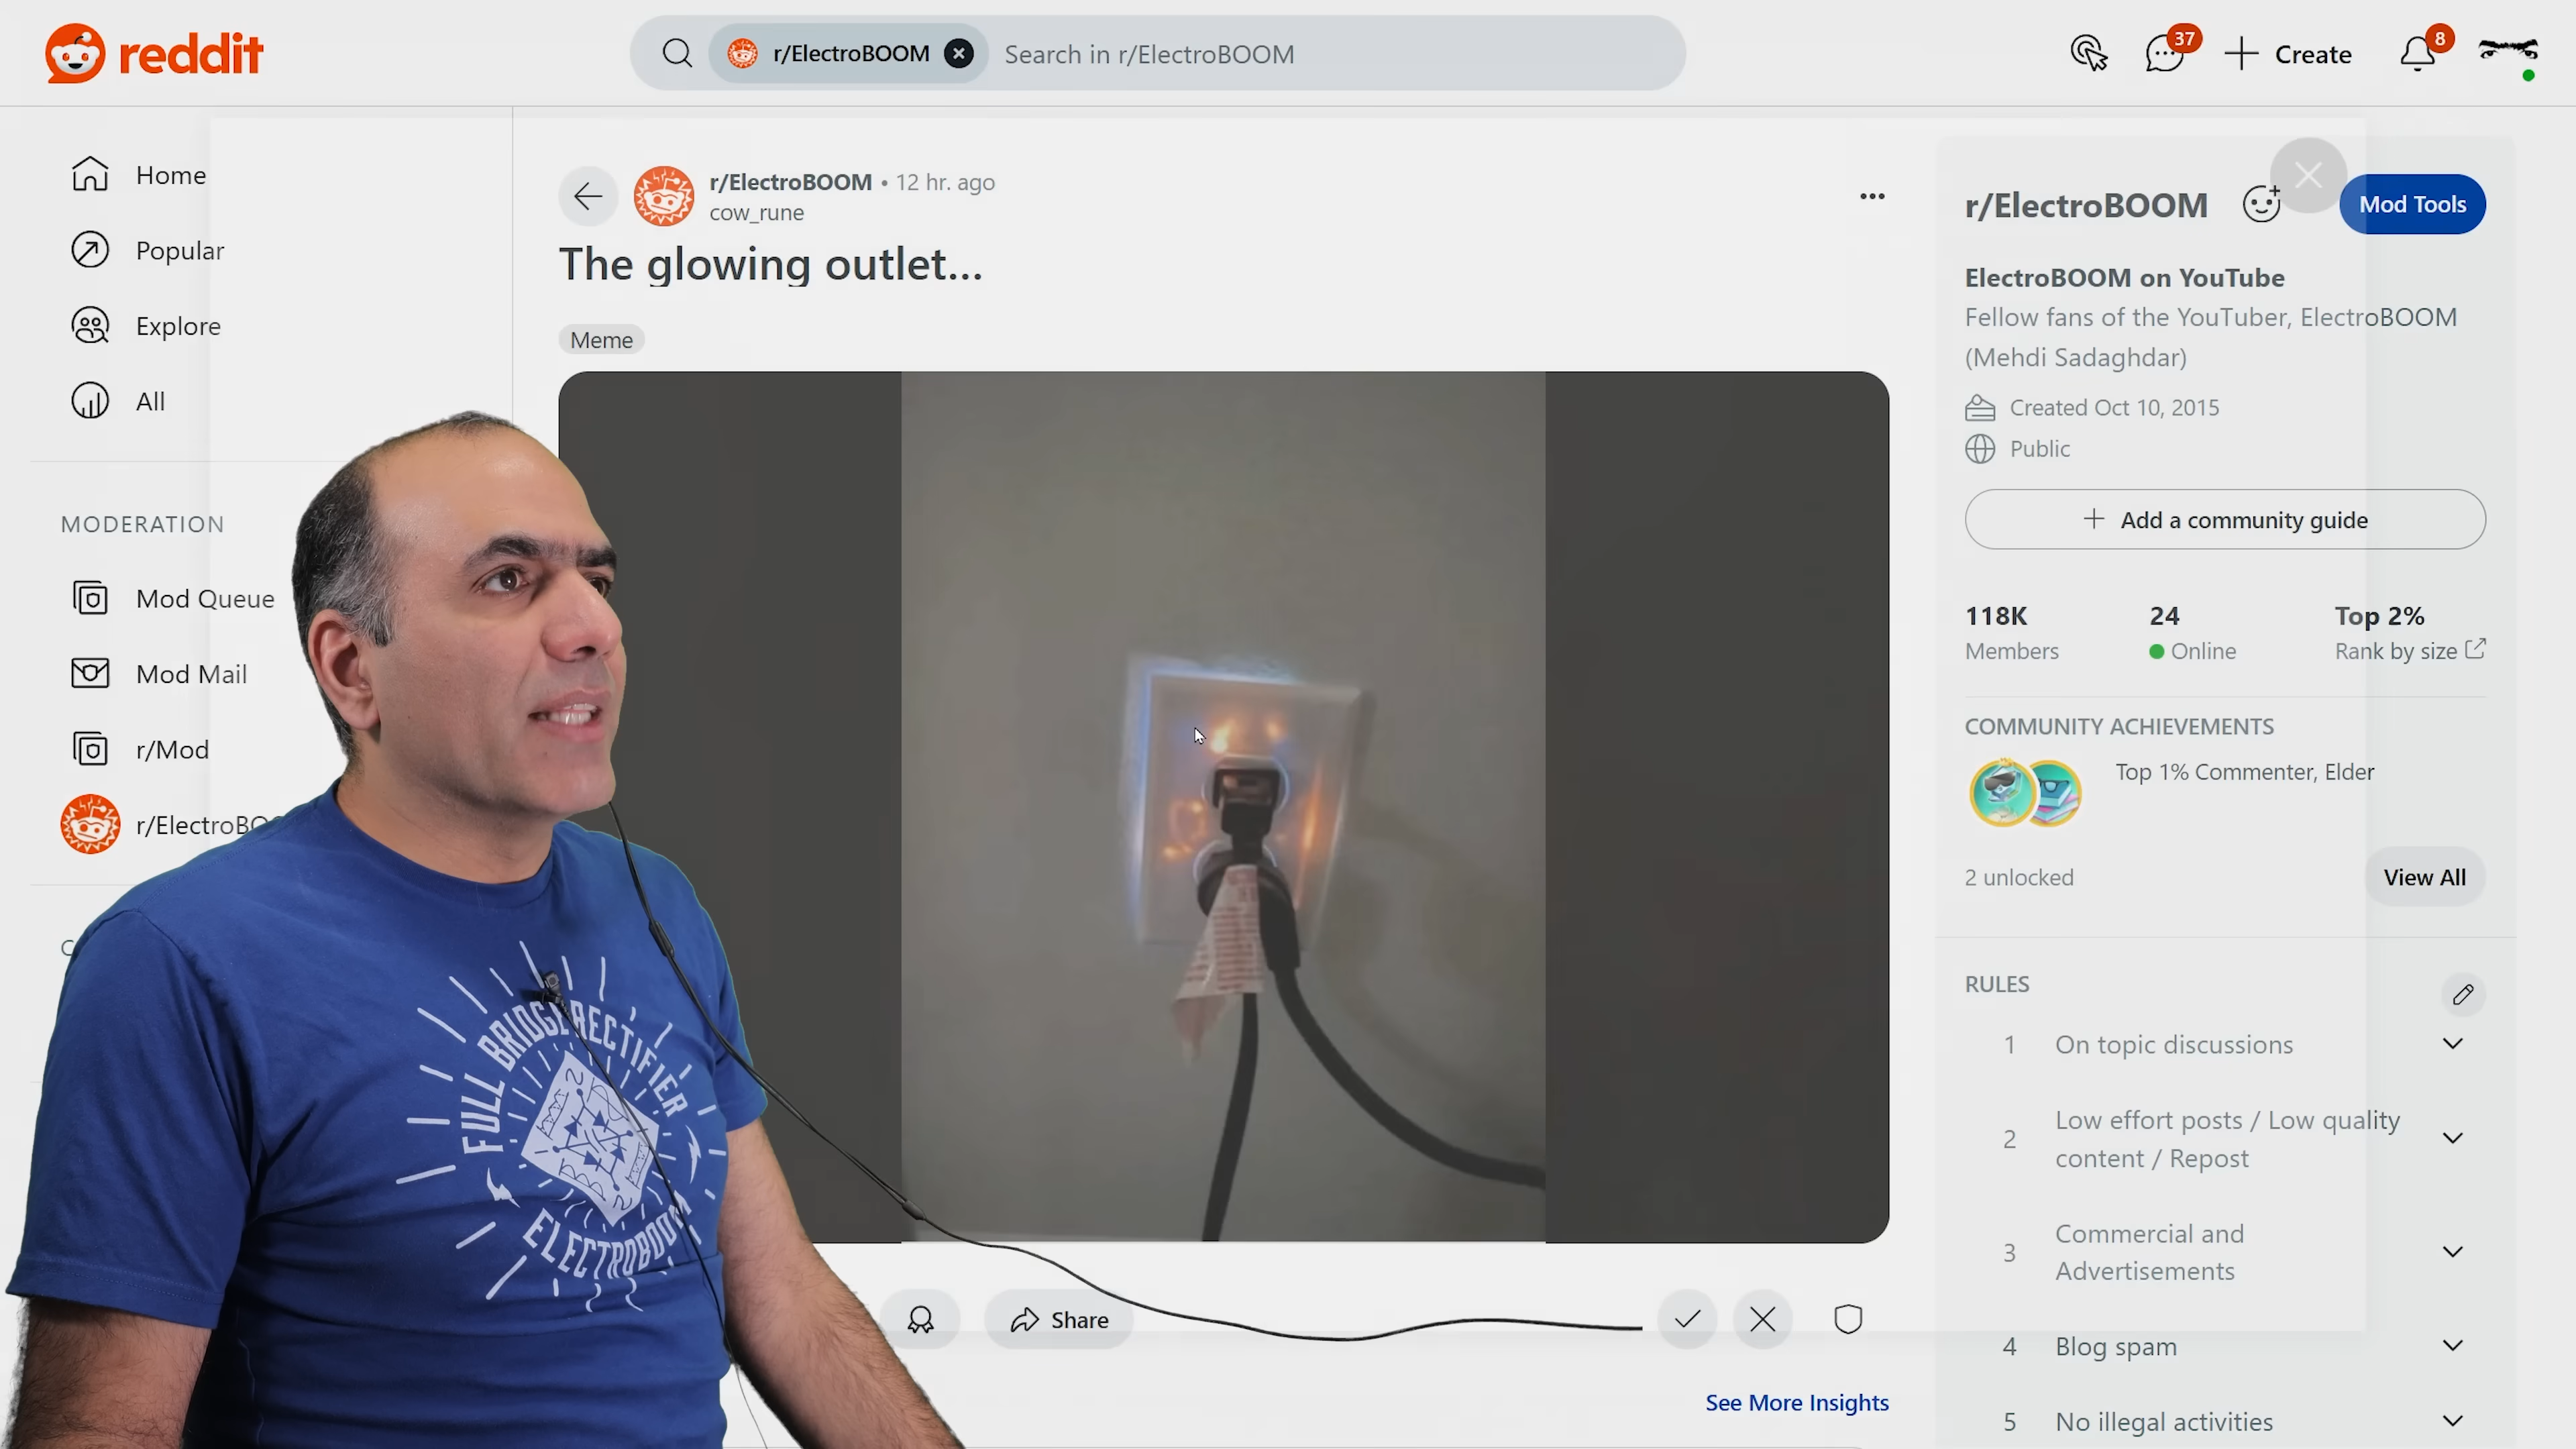 reddit
r/ElectroBOOM
Search in r/ElectroBOOM
37
Create
8
Home
Popular
Explore
All
MODERATION
Mod Queue
Mod Mail
r/Mod
r/ElectroBO
r/ElectroBOOM • 12 hr. ago
cow_rune
The glowing outlet...
Meme
FULL BRIDGE RECTIFIER
ELECTROBOOM
Share
See More Insights
r/ElectroBOOM
Mod Tools
ElectroBOOM on YouTube
Fellow fans of the YouTuber, ElectroBOOM
(Mehdi Sadaghdar)
Created Oct 10, 2015
Public
Add a community guide
118K
Members
24
Online
Top 2%
Rank by size
COMMUNITY ACHIEVEMENTS
Top 1% Commenter, Elder
2 unlocked
View All
RULES
1 On topic discussions
2 Low effort posts / Low quality
content / Repost
3 Commercial and
Advertisements
4 Blog spam
5 No illegal activities